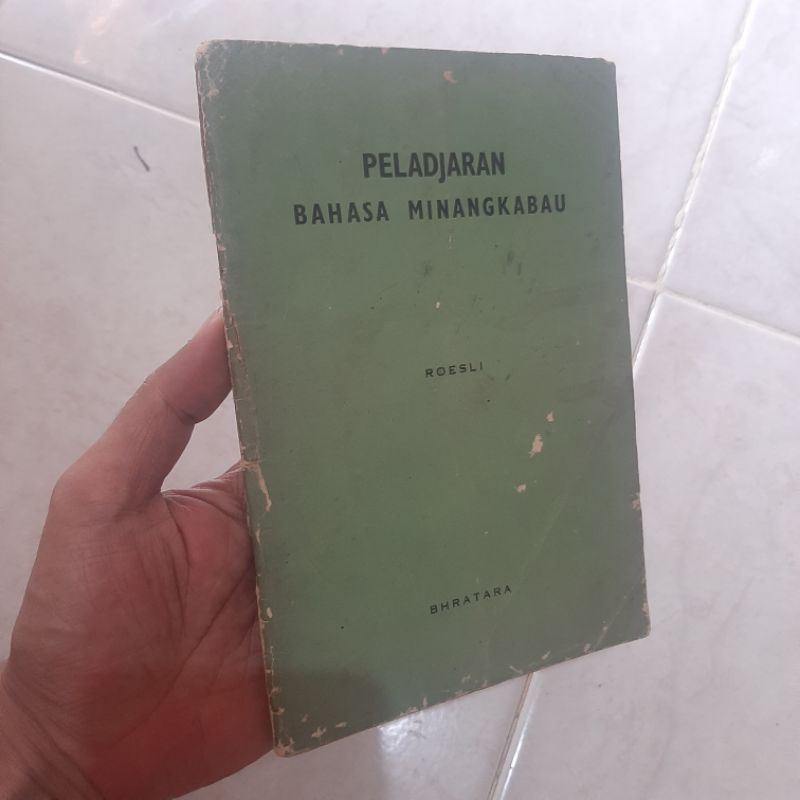 PELADJARAN
BAHASA MINANGKABAU
ROESLI
BHRATARA